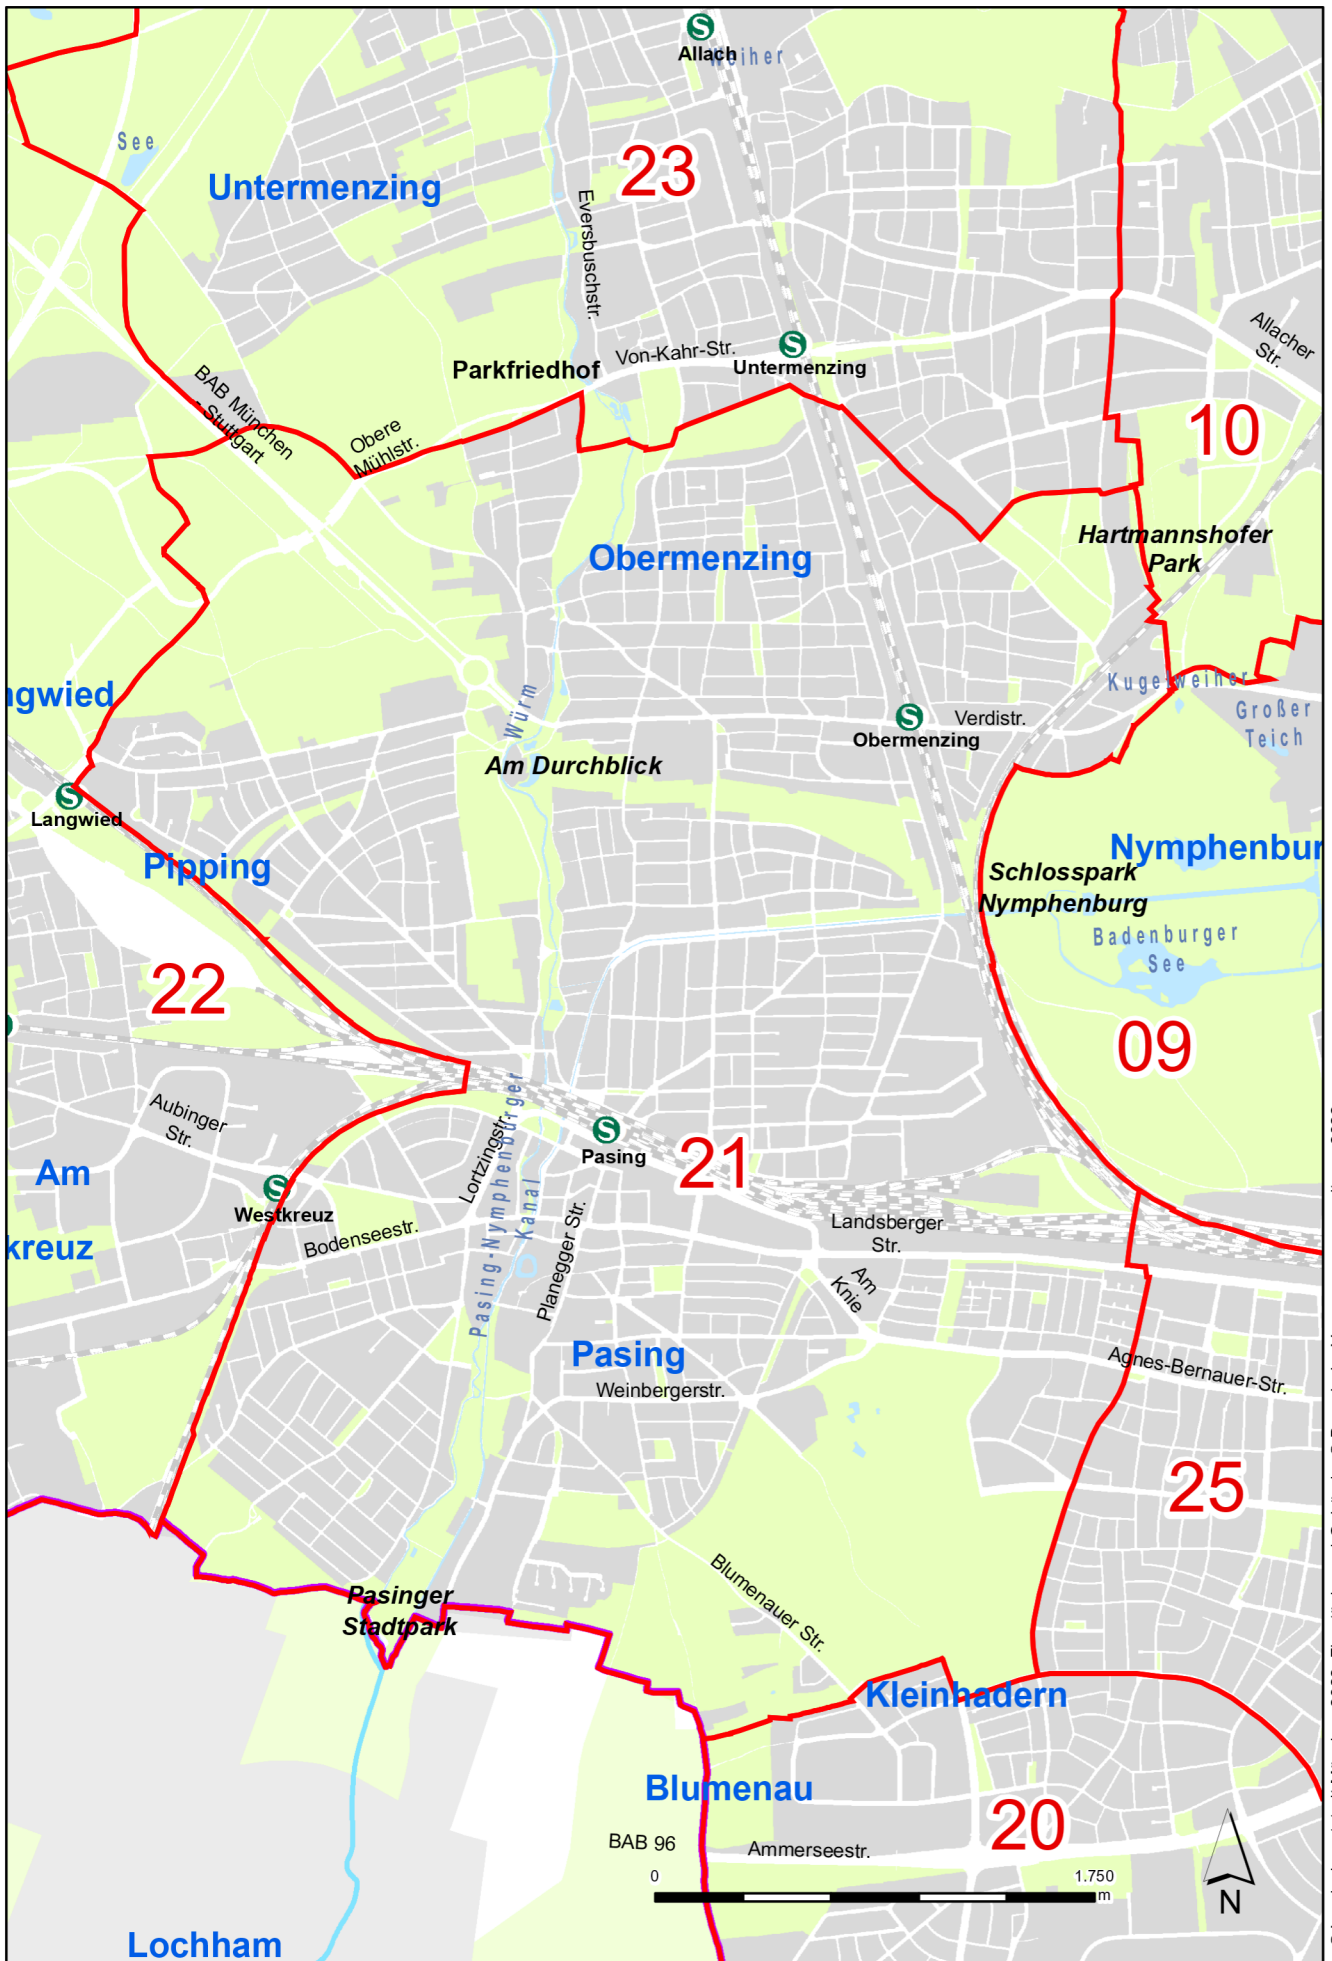 S
Allach
Weiher
See
23
Untermenzing
Eversbuschstr.
Allacher
Str.
S
Von-Kahr-Str.
Untermenzing
Parkfriedhof
BAB München
- Stuttgart
Obere
Mühlstr.
10
Hartmannshofer
Park
Obermenzing
Kugelweiher
ngwied
Würm
Großer
Teich
S
Verdistr.
Obermenzing
Am Durchblick
S
Langwied
Nymphenbur
Pipping
Schlosspark
Nymphenburg
Badenburger
See
22
09
Aubinger
Str.
Lortzingstr.
Pasing-Nymphenburger
Kanal
S
Pasing
21
Am
kreuz
S
Westkreuz
Bodenseestr.
Planegger Str.
Landsberger
Str.
Am
Knie
Pasing
Weinbergerstr.
Agnes-Bernauer-Str.
25
Blumenauer Str.
Pasinger
Stadtpark
Kleinhadern
Blumenau
20
BAB 96
Ammerseestr.
0
1.750
m
N
Lochham